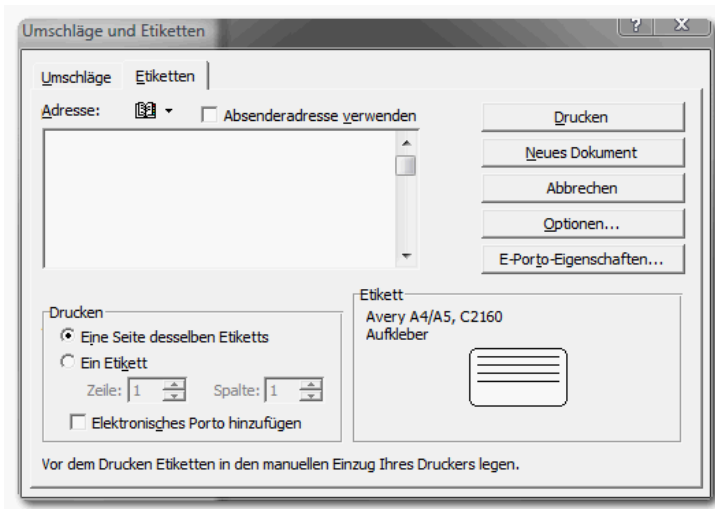 Umschläge und Etiketten
? X
Umschläge Etiketten
Adresse: Absenderadresse verwenden
Drucken
Neues Dokument
Abbrechen
Optionen...
E-Porto-Eigenschaften...
Drucken
Eine Seite desselben Etiketts
Ein Etikett
Zeile: 1 Spalte: 1
Elektronisches Porto hinzufügen
Etikett
Avery A4/A5, C2160
Aufkleber
Vor dem Drucken Etiketten in den manuellen Einzug Ihres Druckers legen.